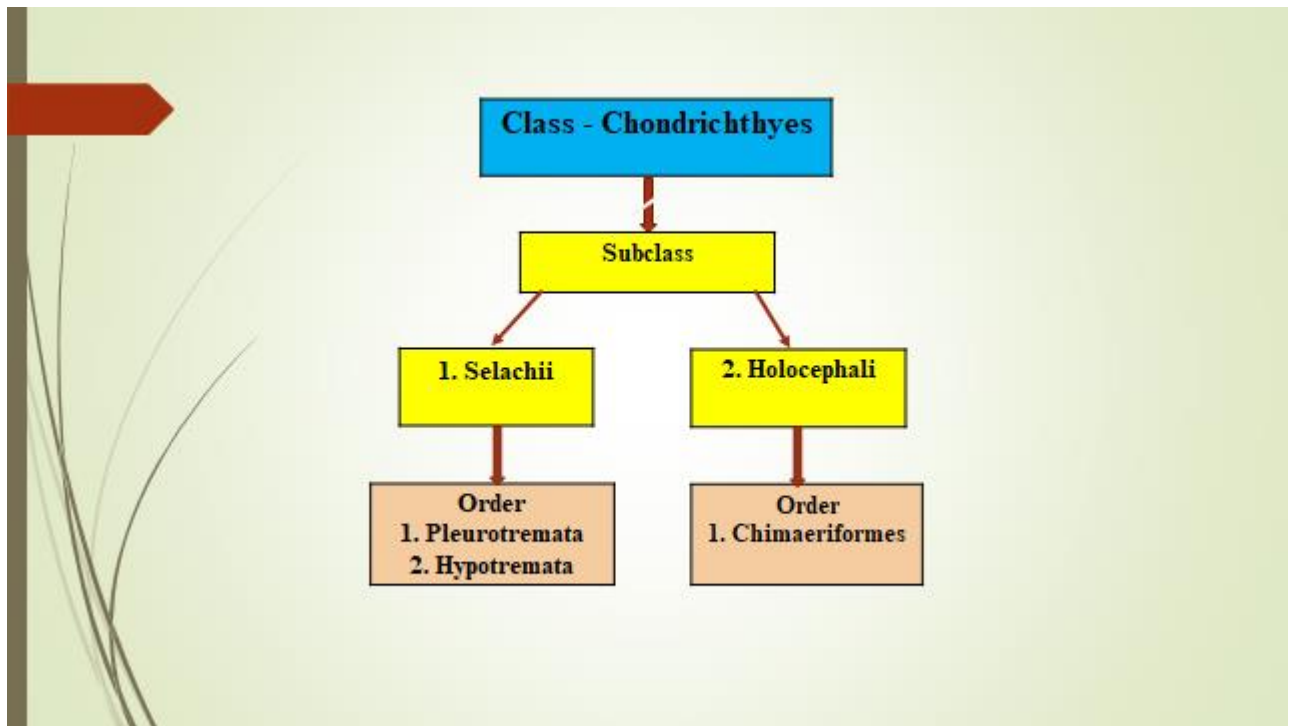 Class - Chondrichthyes
Subclass
1. Selachii
2. Holocephali
Order
1. Pleurotremata
2. Hypotremata
Order
1. Chimaeriformes